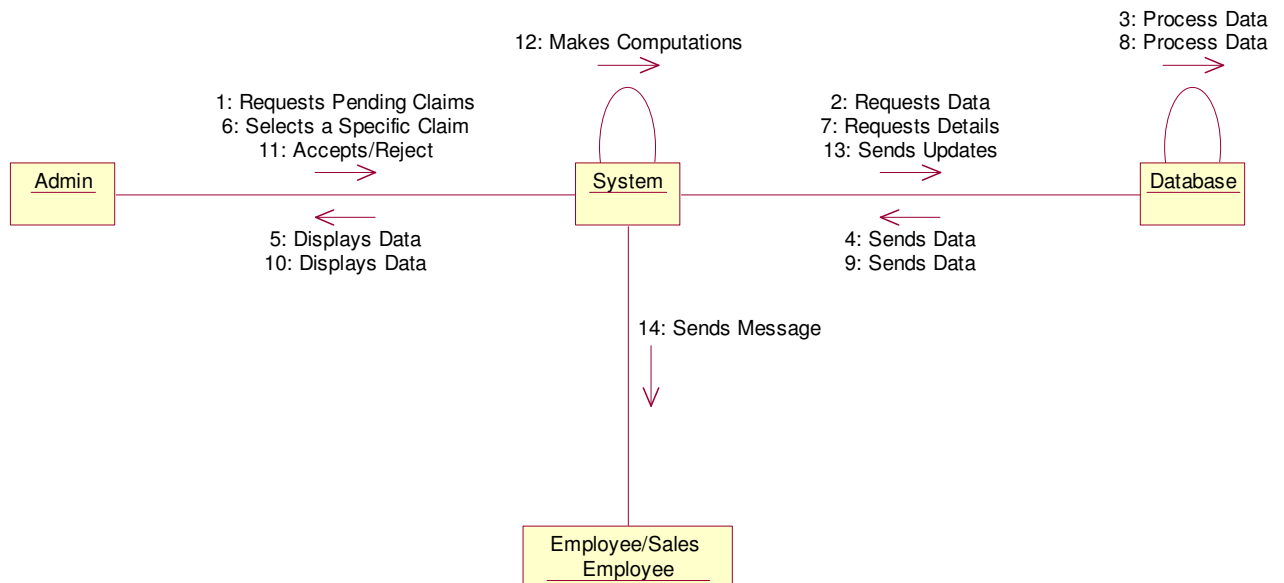 3: Process Data
8: Process Data
12: Makes Computations
1: Requests Pending Claims
6: Selects a Specific Claim
11: Accepts/Reject
2: Requests Data
7: Requests Details
13: Sends Updates
Admin
System
Database
5: Displays Data
10: Displays Data
4: Sends Data
9: Sends Data
14: Sends Message
Employee/Sales
Employee